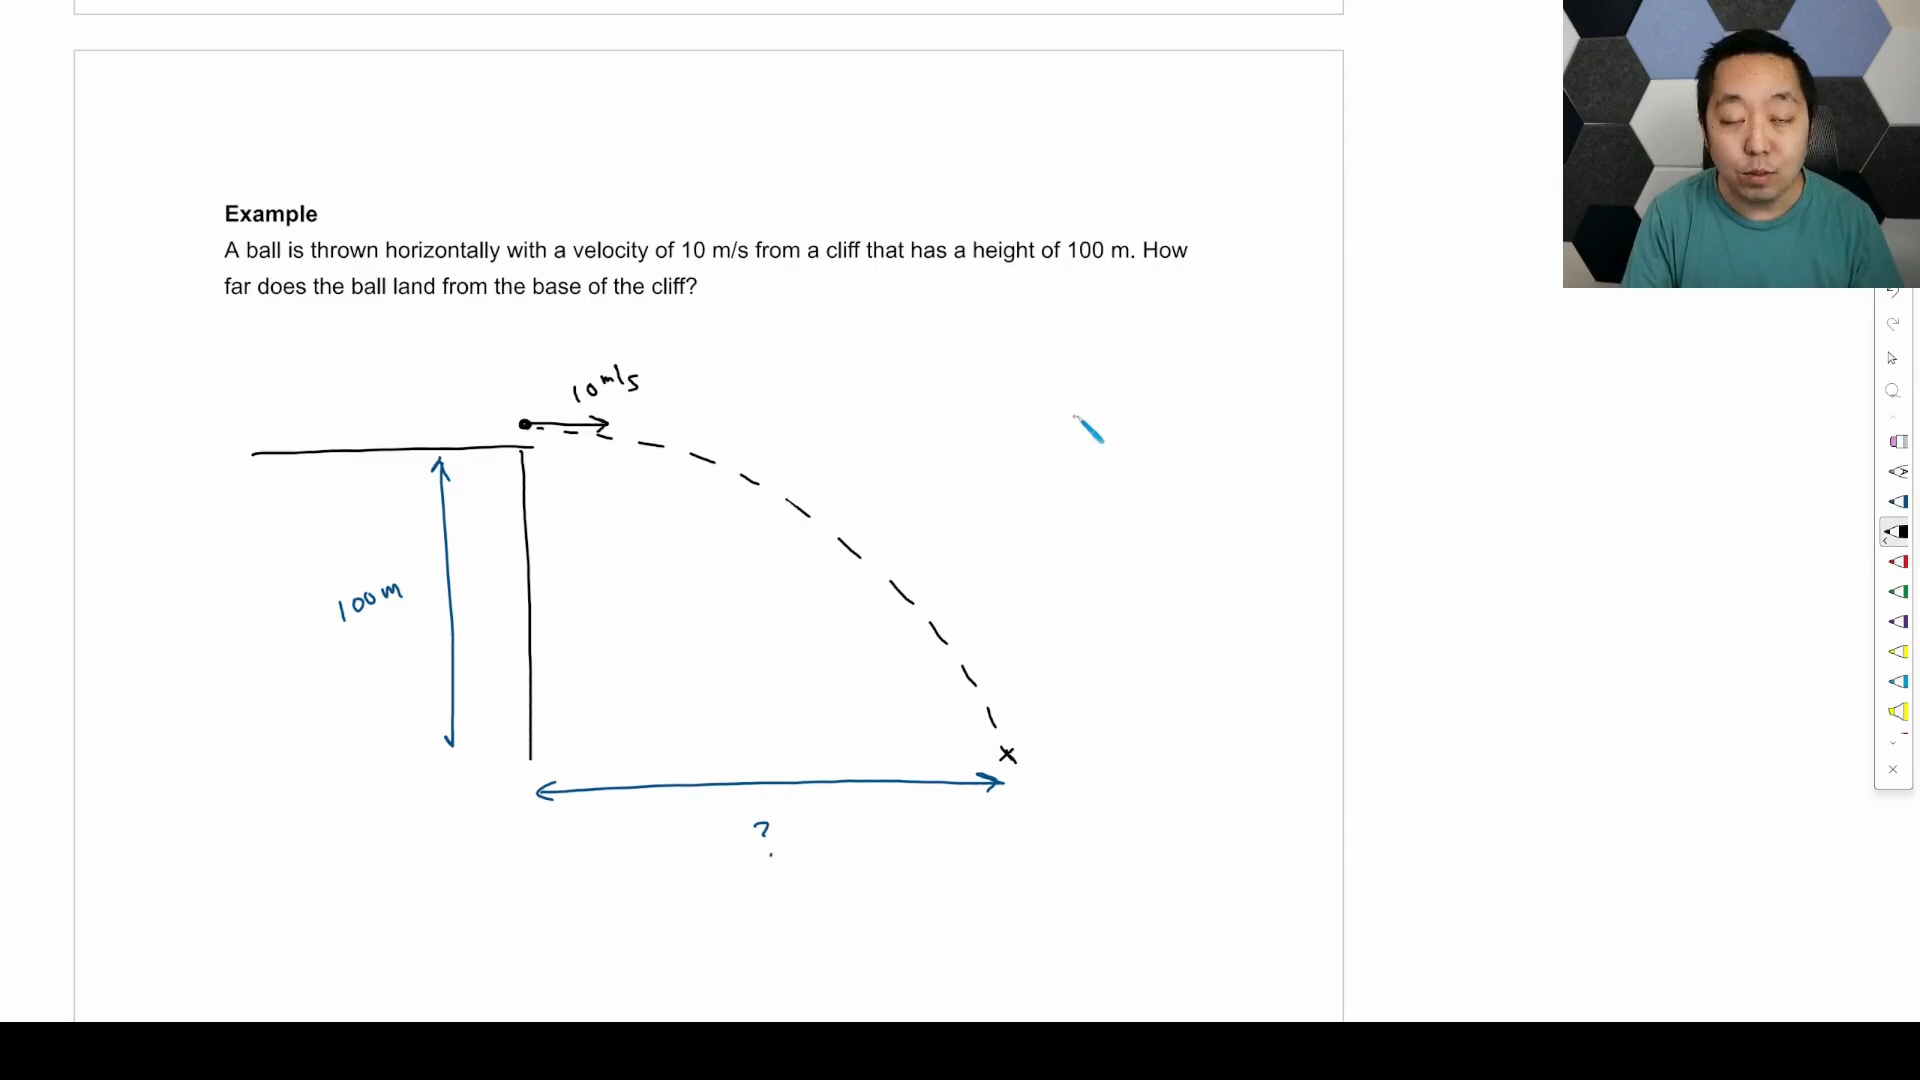 Example
A ball is thrown horizontally with a velocity of 10 m/s from a cliff that has a height of 100 m. How
far does the ball land from the base of the cliff?
10 m/s
100 m
?